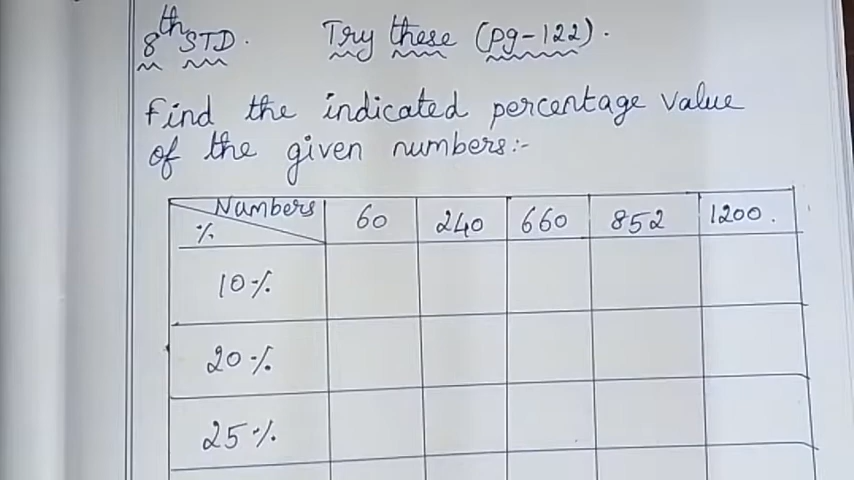 8th STD. Try these (pg-122).
Find the indicated percentage value
of the given numbers:-
Numbers
% 60 240 660 852 1200.
10%
20%
25%